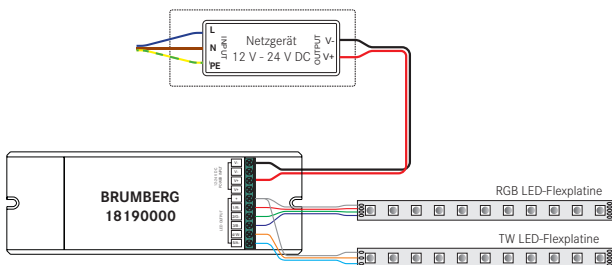 L
N
PE
INPUT
Netzgerät
12 V - 24 V DC
OUTPUT
V-
V+
BRUMBERG
18190000
RGB LED-Flexplatine
TW LED-Flexplatine